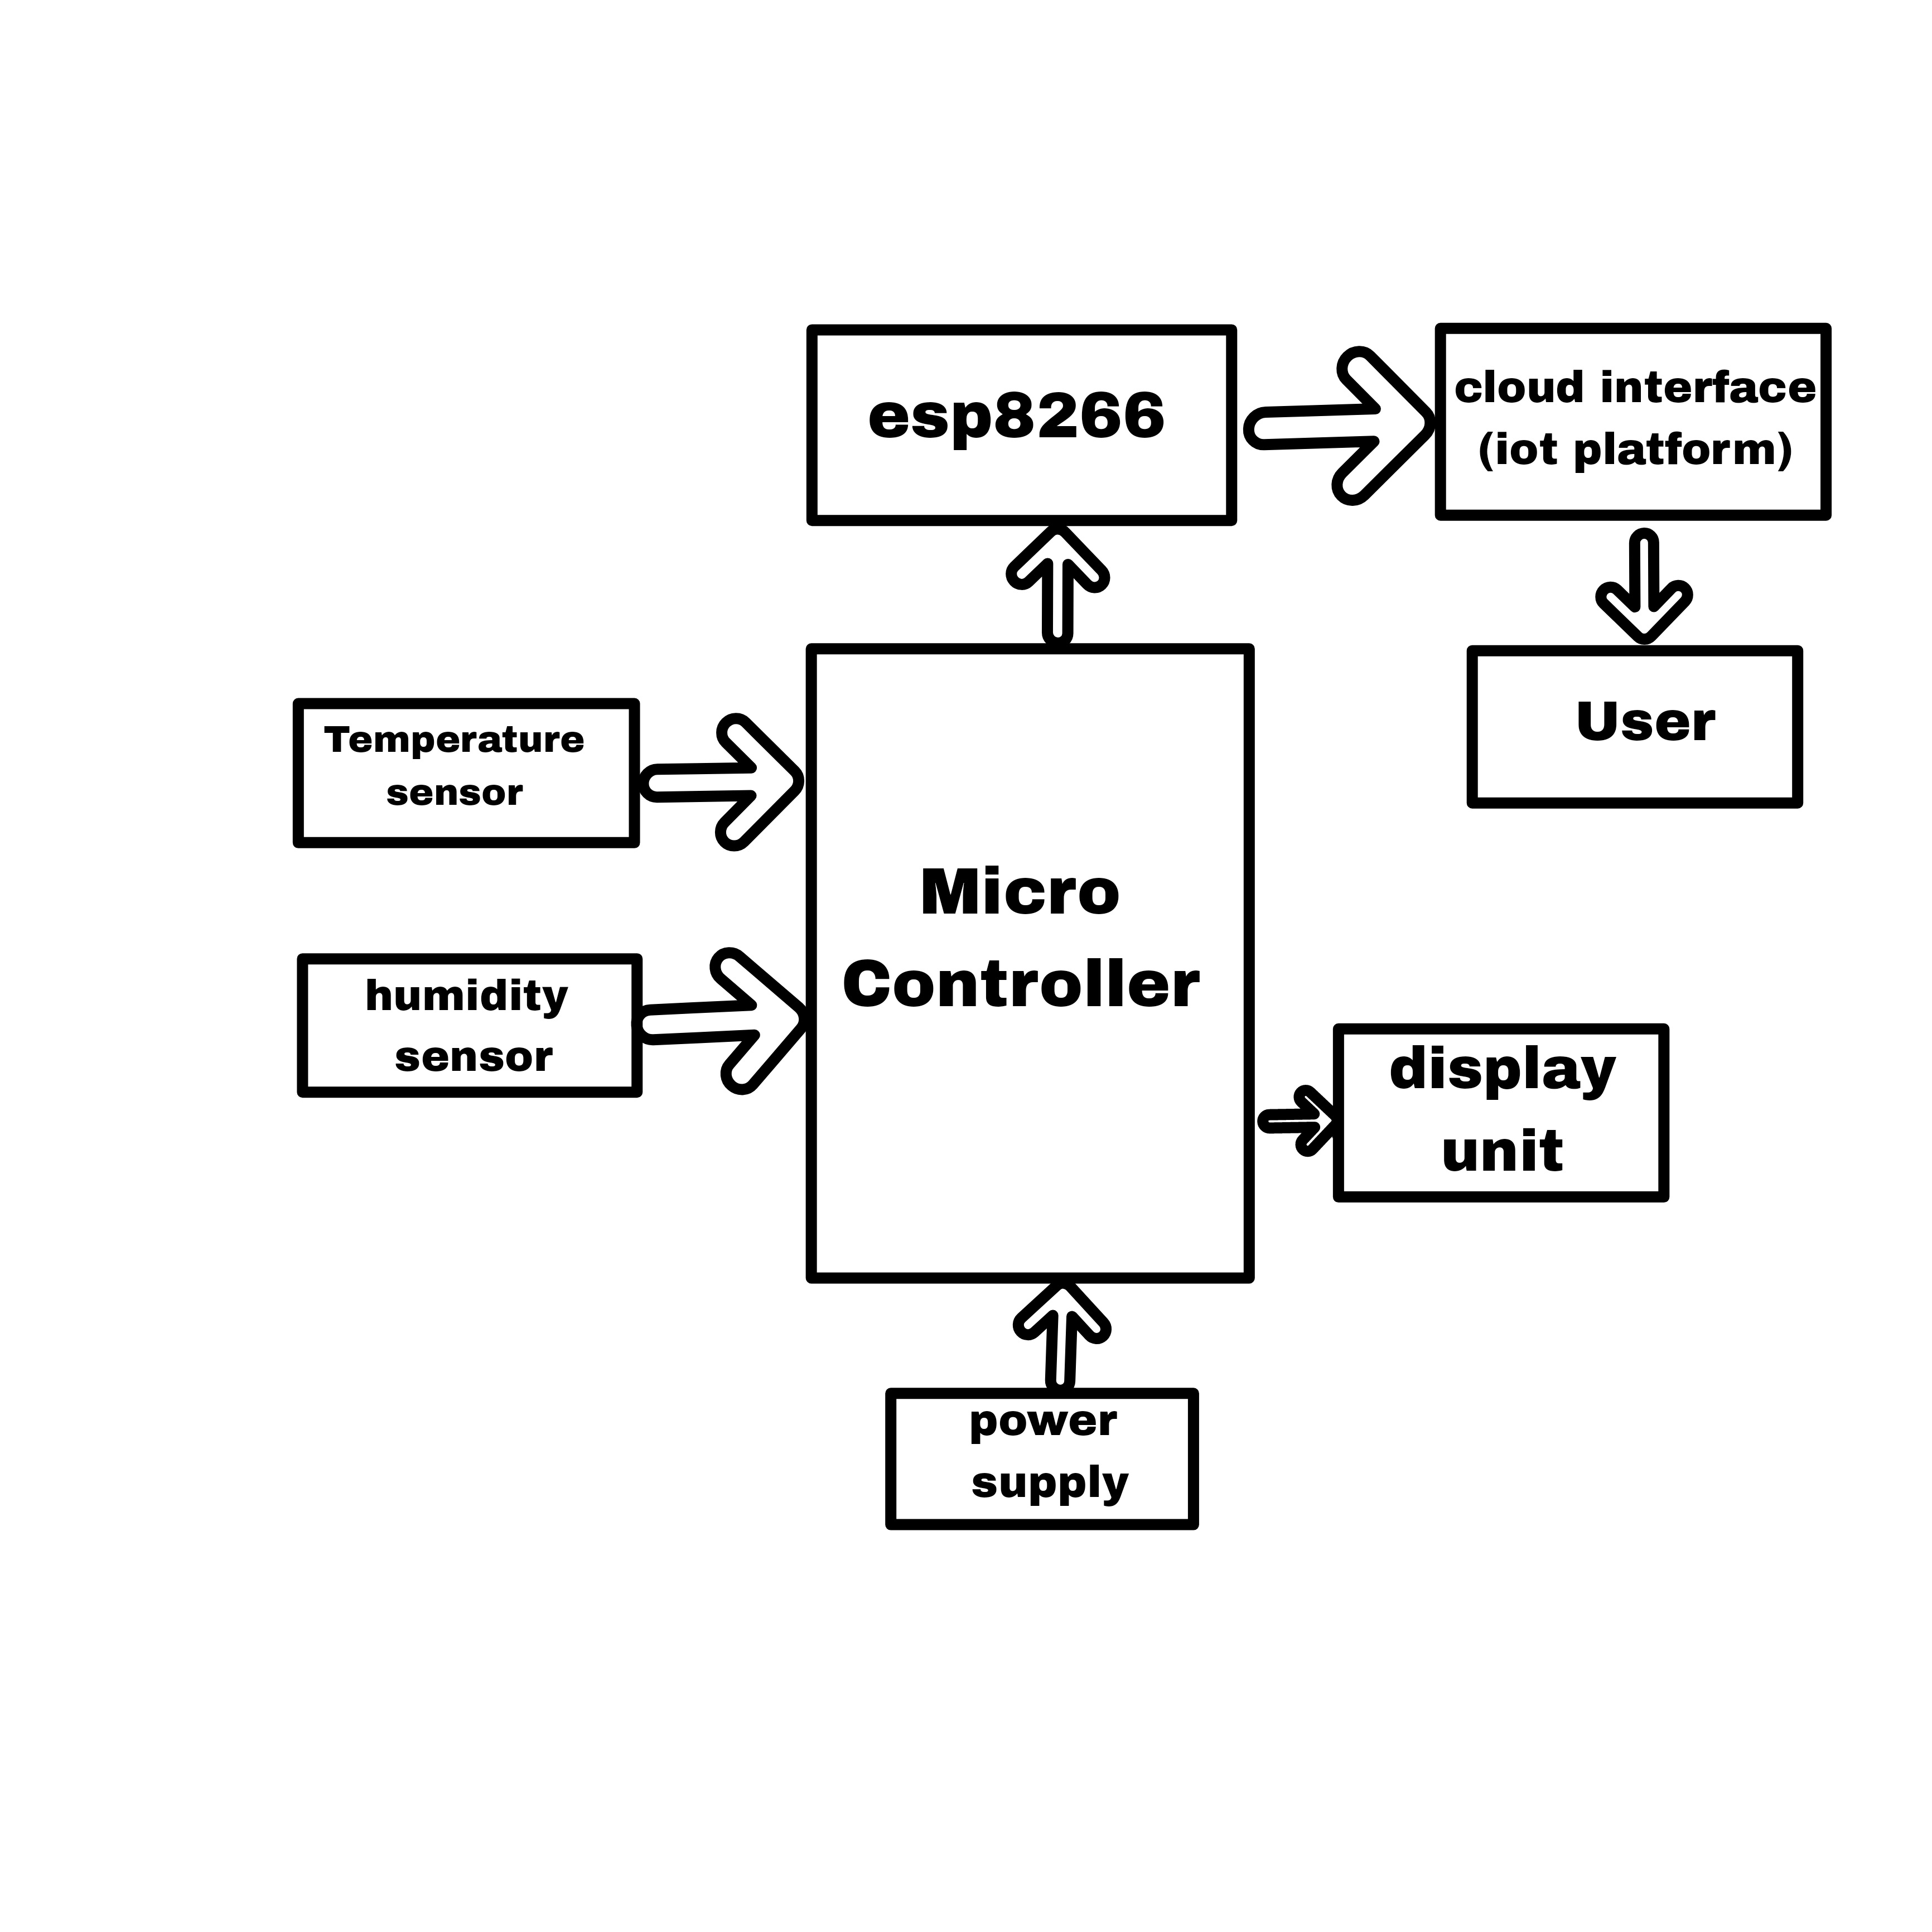 esp8266
cloud interface
(iot platform)
User
Temperature
sensor
Micro
Controller
humidity
sensor
display
unit
power
supply